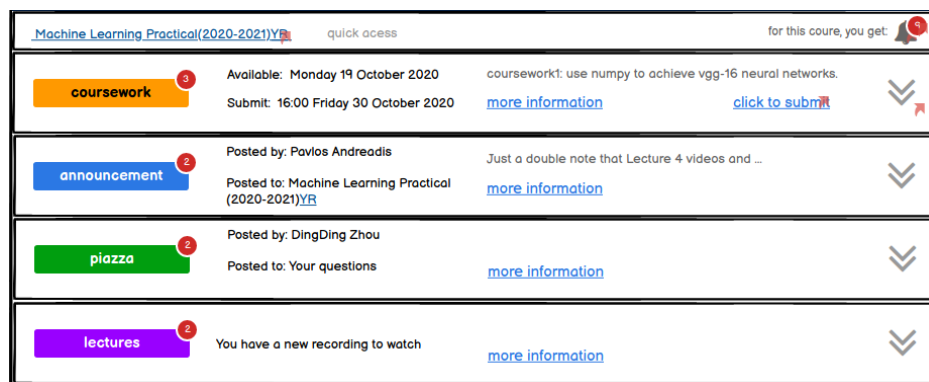 Machine Learning Practical(2020-2021)YR quick acess for this coure, you get: 9
coursework 3
Available: Monday 19 October 2020
Submit: 16:00 Friday 30 October 2020
coursework1: use numpy to achieve vgg-16 neural networks.
more information click to submit
announcement 2
Posted by: Pavlos Andreadis
Posted to: Machine Learning Practical
(2020-2021)YR
Just a double note that Lecture 4 videos and ...
more information
piazza 2
Posted by: DingDing Zhou
Posted to: Your questions
more information
lectures 2
You have a new recording to watch
more information